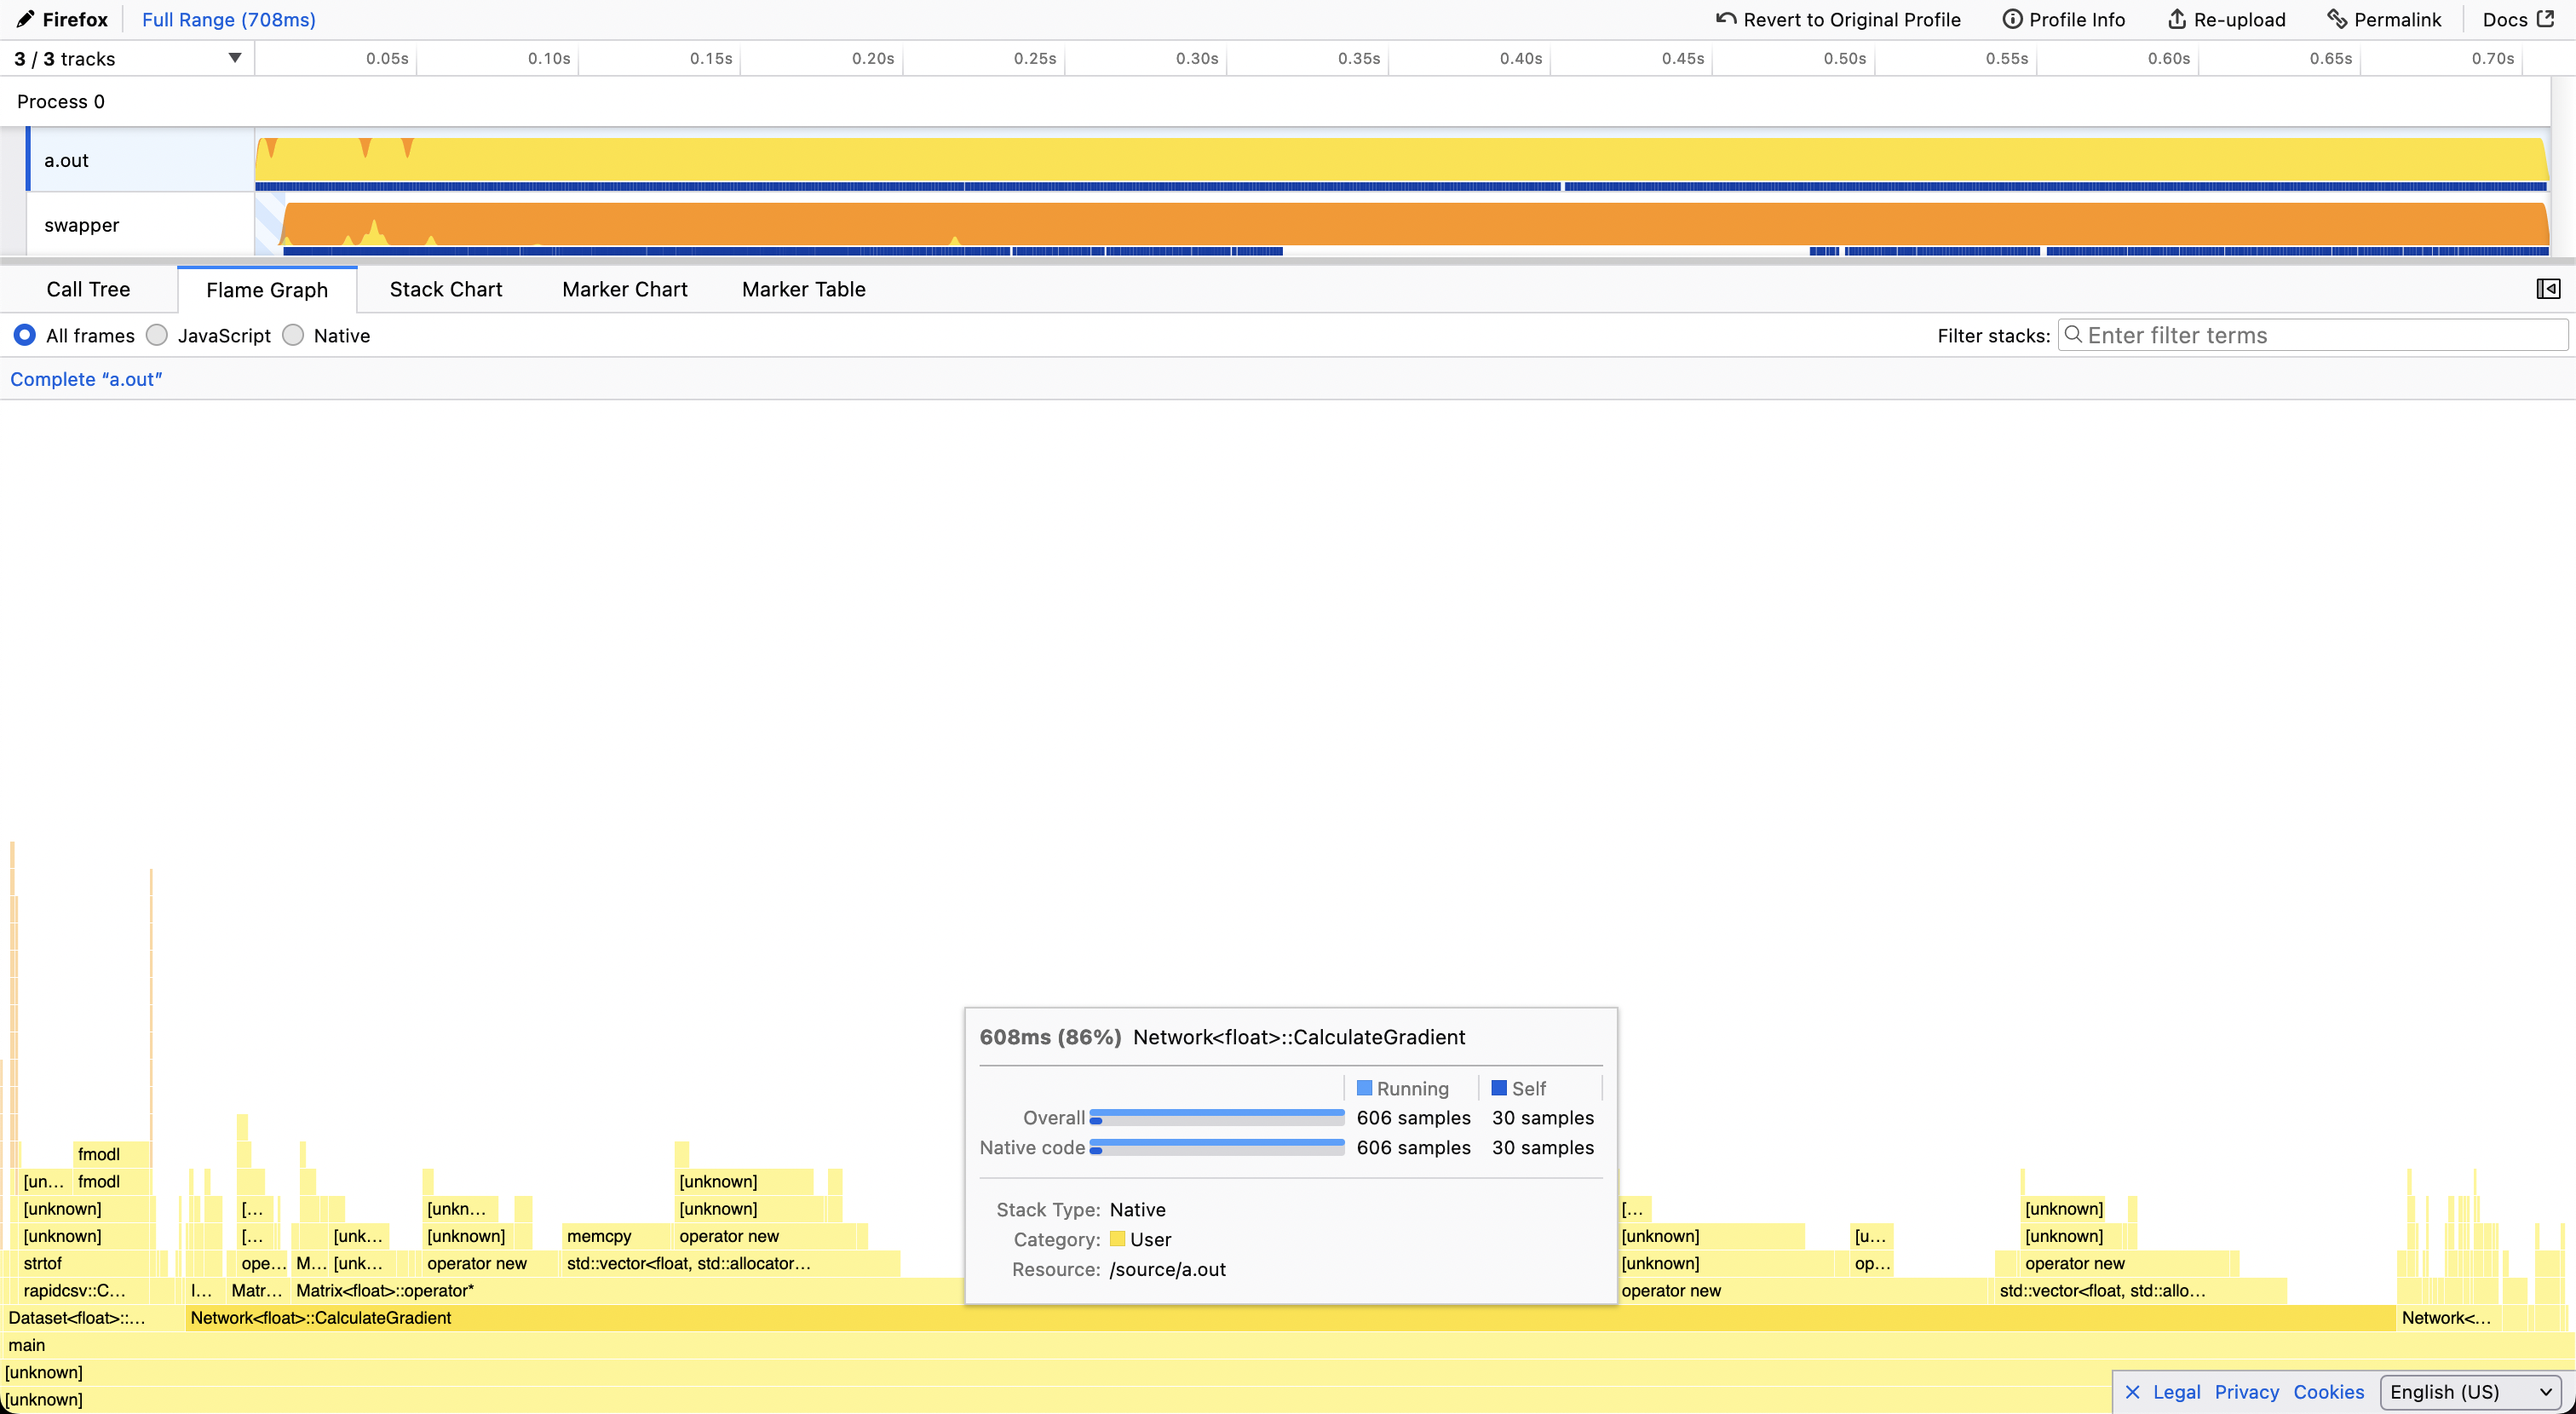 Firefox Full Range (708ms) Revert to Original Profile Profile Info Re-upload Permalink Docs
3 / 3 tracks 0.05s 0.10s 0.15s 0.20s 0.25s 0.30s 0.35s 0.40s 0.45s 0.50s 0.55s 0.60s 0.65s 0.70s
Process 0
a.out
swapper
Call Tree Flame Graph Stack Chart Marker Chart Marker Table
All frames JavaScript Native Filter stacks: Enter filter terms
Complete “a.out”
608ms (86%) Network<float>::CalculateGradient
Running Self
Overall 606 samples 30 samples
Native code 606 samples 30 samples
Stack Type: Native
Category: User
Resource: /source/a.out
fmodl
[un... fmodl [unknown]
[unknown] [... [unkn... [unknown] [... [unknown]
[unknown] [... [unk... [unknown] memcpy operator new [unknown] [u... [unknown]
strtof ope... M... [unk... operator new std::vector<float, std::allocator... [unknown] op... operator new
rapidcsv::C... I... Matr... Matrix<float>::operator* operator new std::vector<float, std::allo...
Dataset<float>::... Network<float>::CalculateGradient Network<...
main
[unknown]
[unknown]
Legal Privacy Cookies English (US)